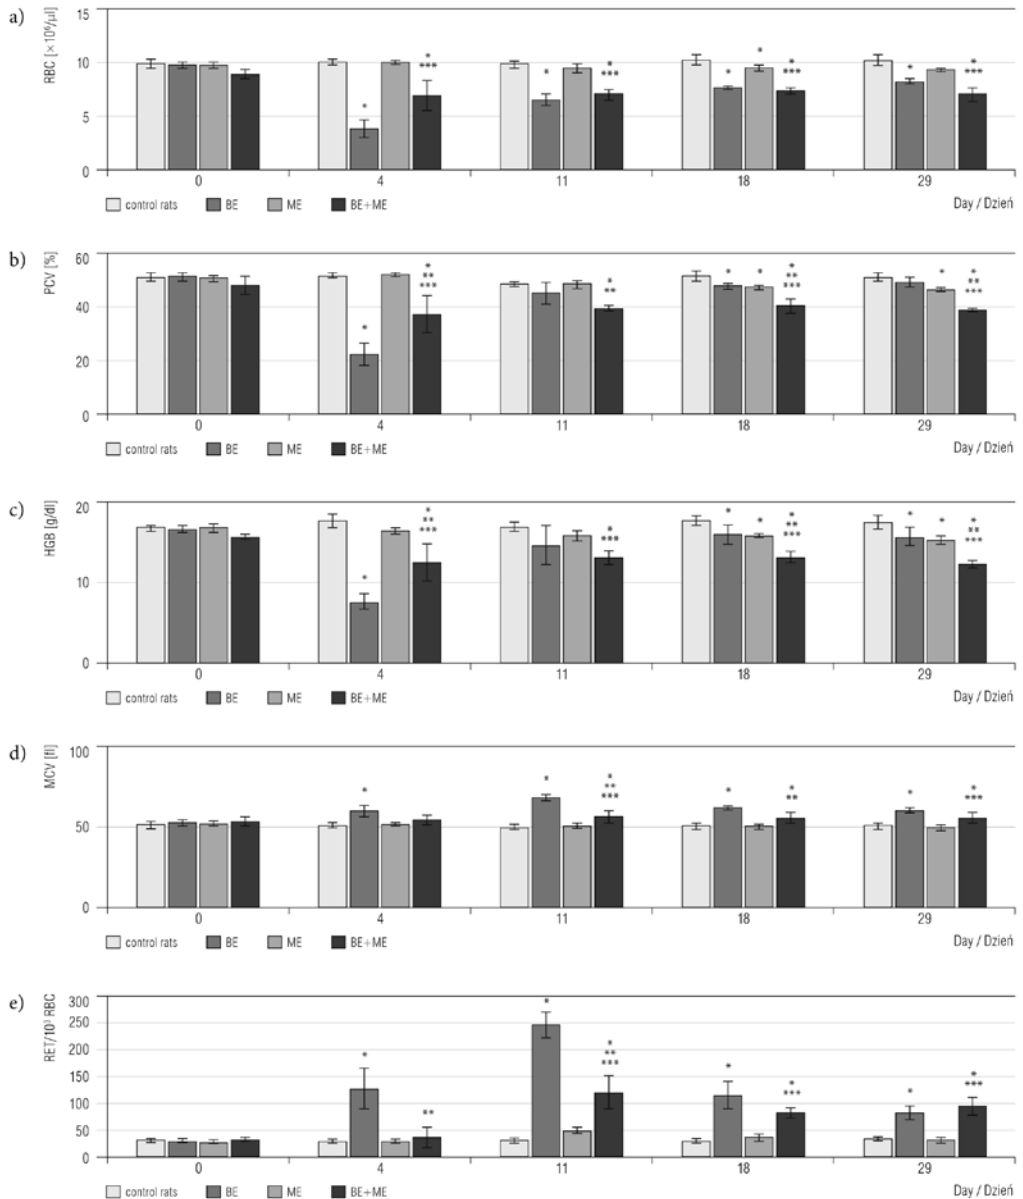 a)
RBC [×10⁶/µl]
15
10
5
0
* * *** * * *** * * * *** * * ***
0 4 11 18 29
control rats BE ME BE+ME Day / Dzień
b)
PCV [%]
60
40
20
0
* * ** *** * ** * * * ** *** * * ** ***
0 4 11 18 29
control rats BE ME BE+ME Day / Dzień
c)
HGB [g/dl]
20
10
0
* * ** *** * *** * * * ** *** * * * ** ***
0 4 11 18 29
control rats BE ME BE+ME Day / Dzień
d)
MCV [fl]
100
50
0
* * * ** *** * * ** * * ***
0 4 11 18 29
control rats BE ME BE+ME Day / Dzień
e)
RET/10³ RBC
300
250
200
150
100
50
0
* ** * * ** *** * * *** * * ***
0 4 11 18 29
control rats BE ME BE+ME Day / Dzień